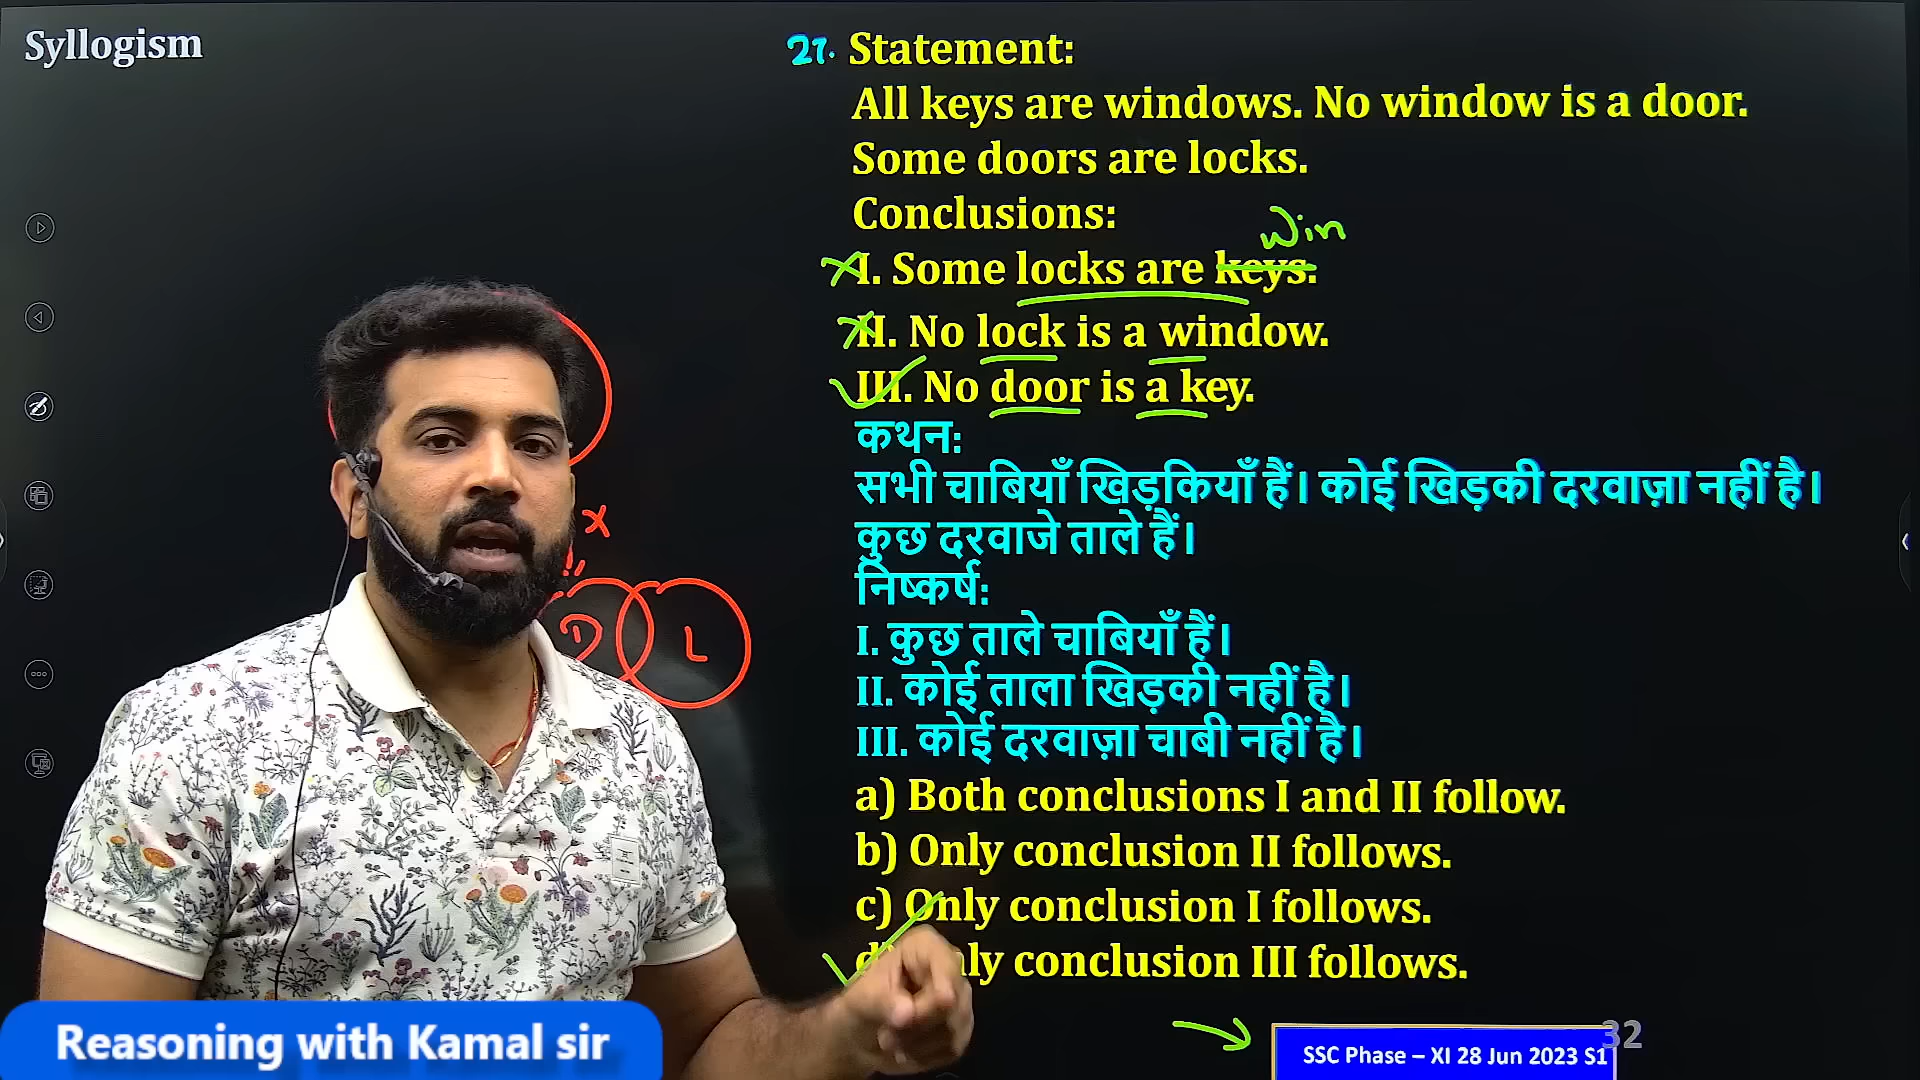 Syllogism
21. Statement:
All keys are windows. No window is a door.
Some doors are locks.
Conclusions:
Win
I. Some locks are keys.
II. No lock is a window.
III. No door is a key.
कथन:
सभी चाबियाँ खिड़कियाँ हैं। कोई खिड़की दरवाज़ा नहीं है।
कुछ दरवाजे ताले हैं।
निष्कर्ष:
I. कुछ ताले चाबियाँ हैं।
II. कोई ताला खिड़की नहीं है।
III. कोई दरवाज़ा चाबी नहीं है।
D L
a) Both conclusions I and II follow.
b) Only conclusion II follows.
c) Only conclusion I follows.
conclusion III follows.
32
SSC Phase – XI 28 Jun 2023 S1
Reasoning with Kamal sir